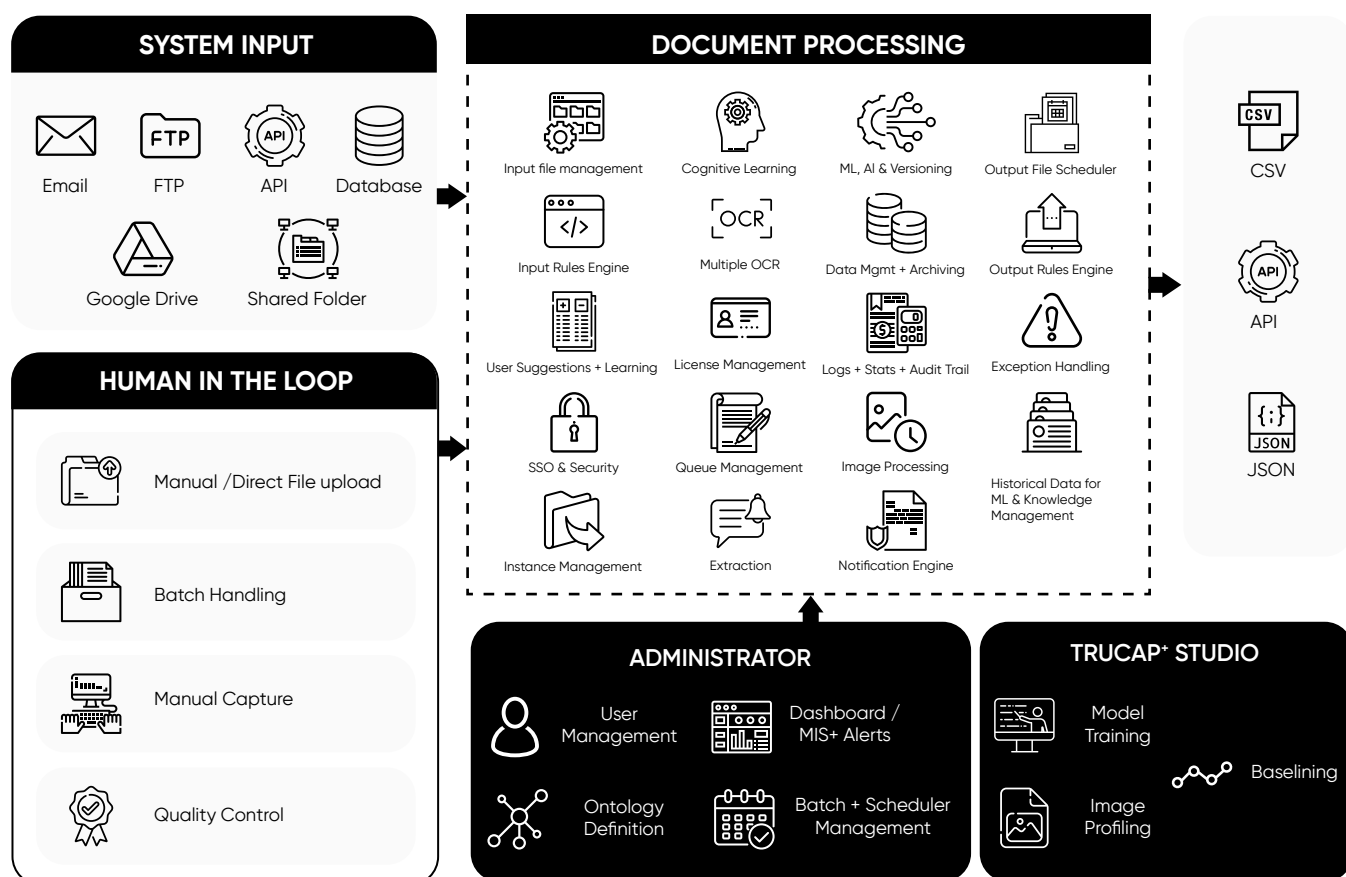 SYSTEM INPUT
FTP
API
Email
FTP
API
Database
Google Drive
Shared Folder
HUMAN IN THE LOOP
Manual /Direct File upload
Batch Handling
Manual Capture
Quality Control
DOCUMENT PROCESSING
Input file management
Cognitive Learning
ML, AI & Versioning
Output File Scheduler
</>
OCR
Input Rules Engine
Multiple OCR
Data Mgmt + Archiving
Output Rules Engine
User Suggestions + Learning
License Management
Logs + Stats + Audit Trail
Exception Handling
SSO & Security
Queue Management
Image Processing
Historical Data for
ML & Knowledge
Management
Instance Management
Extraction
Notification Engine
CSV
CSV
API
API
{;}
JSON
JSON
ADMINISTRATOR
User
Management
Dashboard /
MIS+ Alerts
Ontology
Definition
Batch + Scheduler
Management
TRUCAP+ STUDIO
Model
Training
Baselining
Image
Profiling